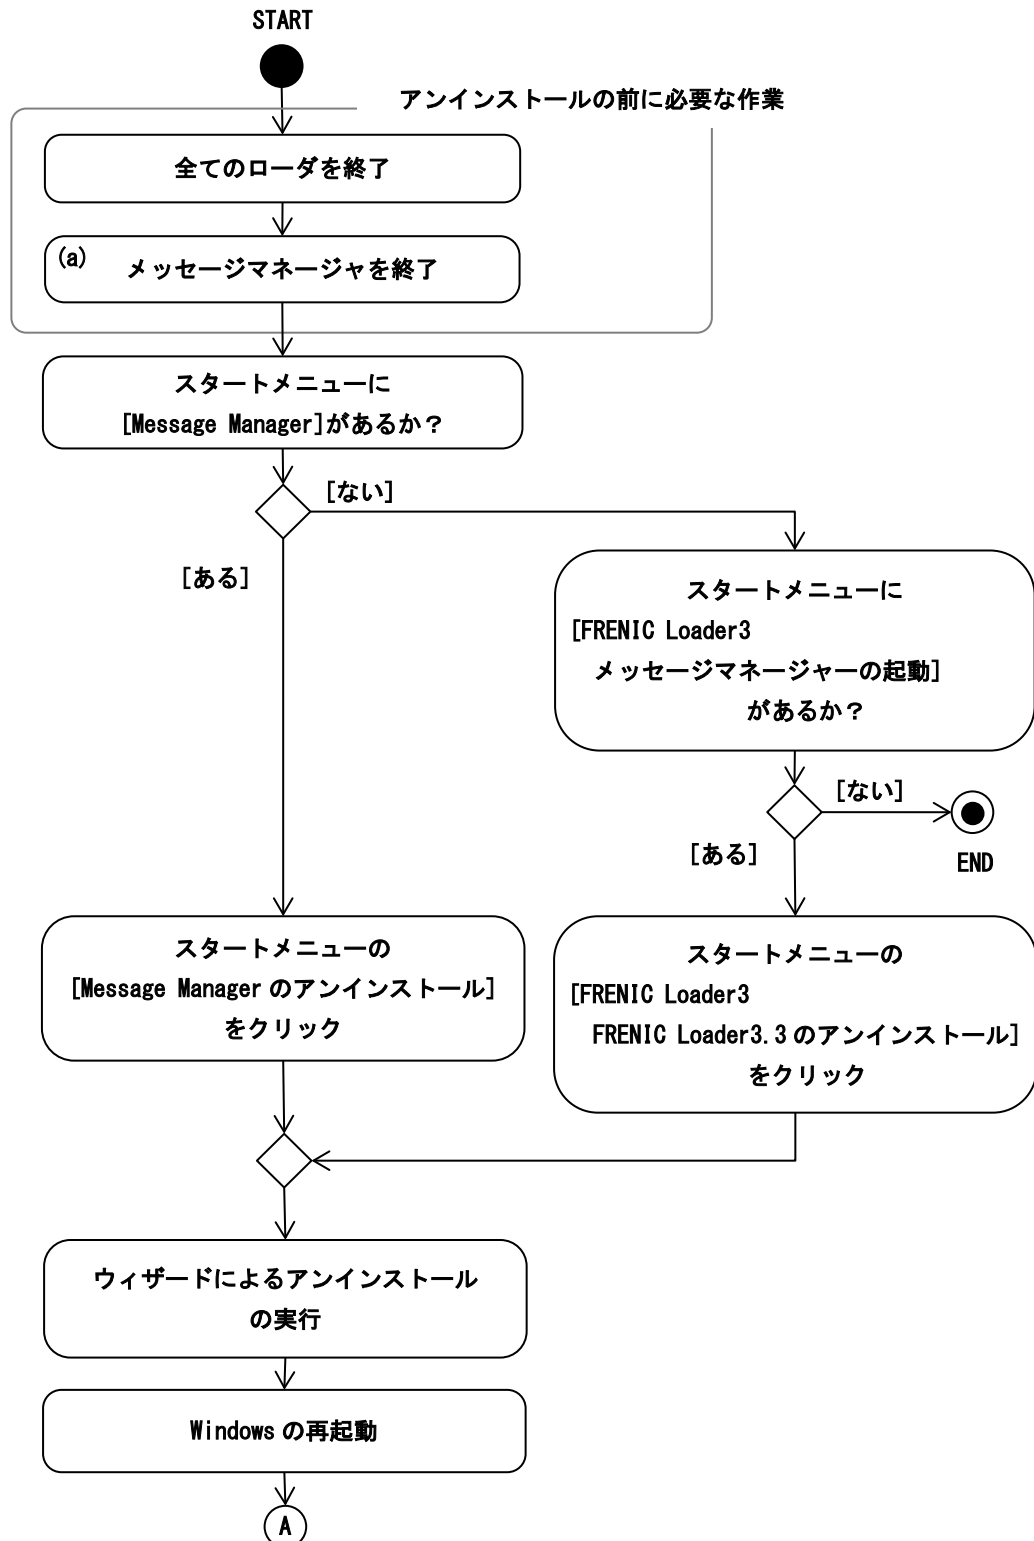 START
アンインストールの前に必要な作業
全てのローダを終了
(a)
メッセージマネージャを終了
スタートメニューに
[Message Manager]があるか？
[ない]
[ある]
スタートメニューに
[FRENIC Loader3
メッセージマネージャーの起動]
があるか？
[ない]
[ある]
END
スタートメニューの
[Message Manager のアンインストール]
をクリック
スタートメニューの
[FRENIC Loader3
FRENIC Loader3.3 のアンインストール]
をクリック
ウィザードによるアンインストール
の実行
Windows の再起動
A